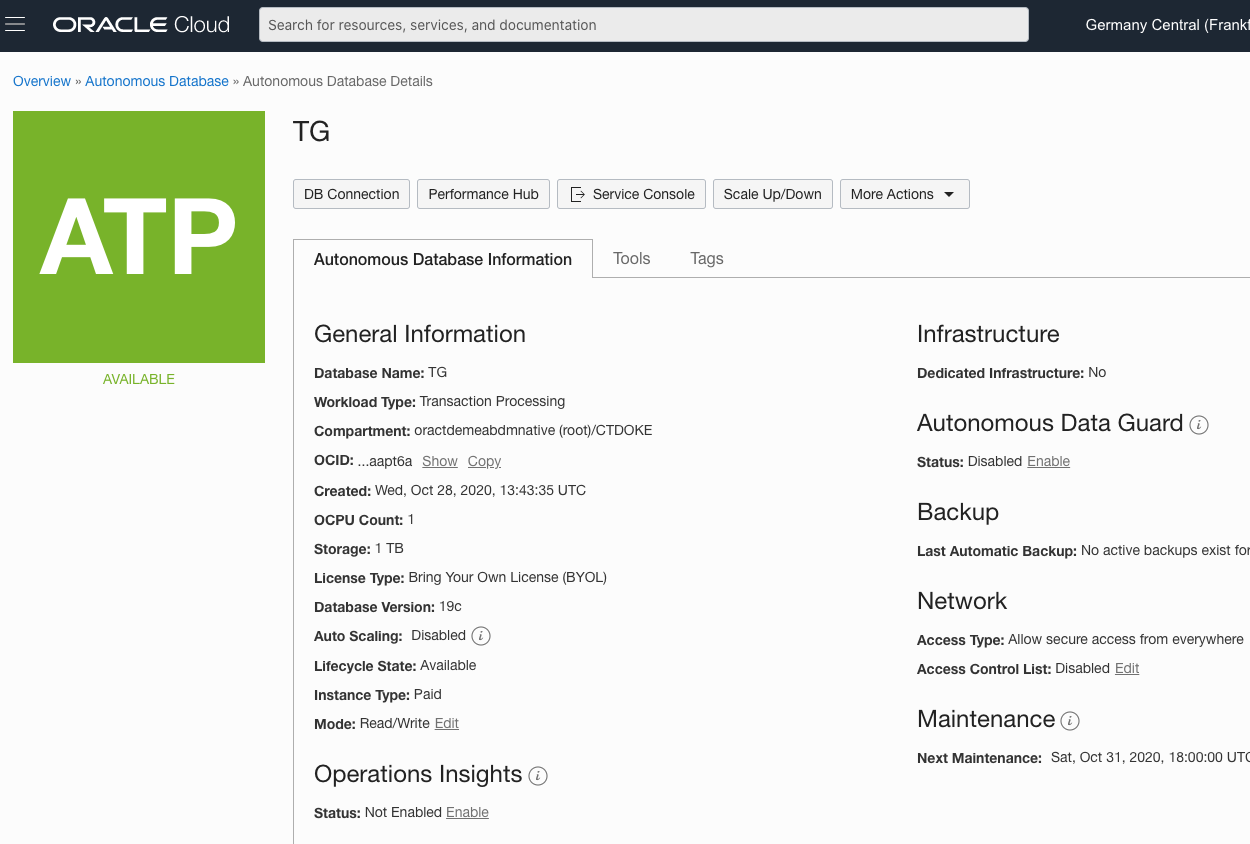 ORACLE Cloud
Search for resources, services, and documentation
Germany Central (Frankf
Overview » Autonomous Database » Autonomous Database Details
ATP
AVAILABLE
TG
DB Connection
Performance Hub
Service Console
Scale Up/Down
More Actions
Autonomous Database Information
Tools
Tags
General Information
Database Name: TG
Workload Type: Transaction Processing
Compartment: oractdemeabdmnative (root)/CTDOKE
OCID: ...aapt6a Show Copy
Created: Wed, Oct 28, 2020, 13:43:35 UTC
OCPU Count: 1
Storage: 1 TB
License Type: Bring Your Own License (BYOL)
Database Version: 19c
Auto Scaling: Disabled i
Lifecycle State: Available
Instance Type: Paid
Mode: Read/Write Edit
Operations Insights i
Status: Not Enabled Enable
Infrastructure
Dedicated Infrastructure: No
Autonomous Data Guard i
Status: Disabled Enable
Backup
Last Automatic Backup: No active backups exist for
Network
Access Type: Allow secure access from everywhere
Access Control List: Disabled Edit
Maintenance i
Next Maintenance: Sat, Oct 31, 2020, 18:00:00 UTC